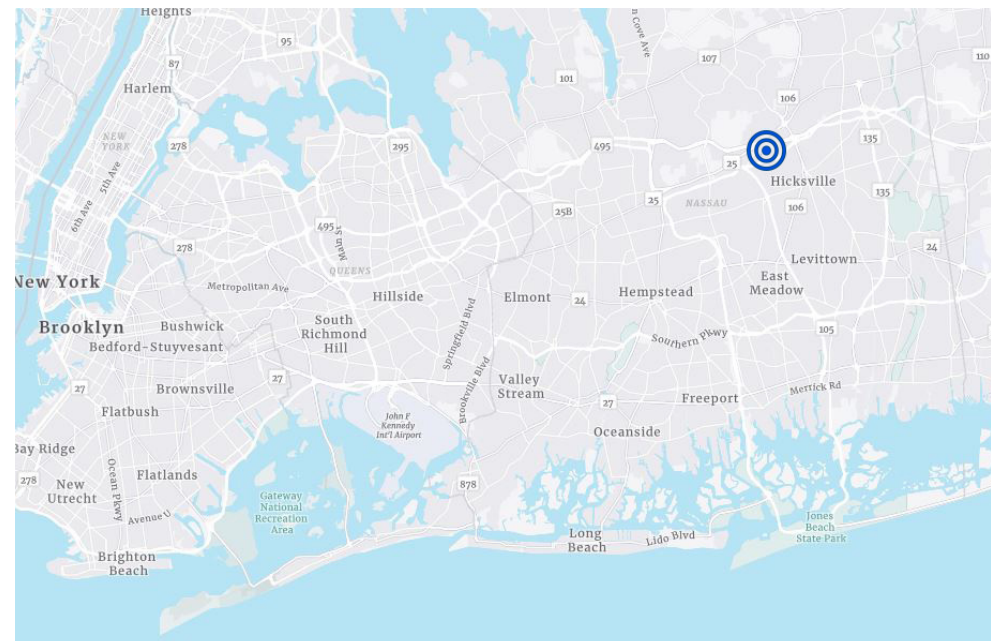 Heights
95
n Cove Ave
107
110
87
101
Harlem
106
NEW
YORK
278
295
495
135
5th Ave
25
Hicksville
135
6th Ave
25
NASSAU
106
25B
495
Main St
278
24
Levittown
QUEENS
New York
Metropolitan Ave
Hillside
Elmont
24
Hempstead
East
Meadow
Brooklyn
Bushwick
South
Richmond
Hill
Springfield Blvd
Southern Pkwy
105
Bedford-Stuyvesant
27
Brownsville
27
Valley
Stream
Merrick Rd
Brookville Blvd
27
Freeport
Flatbush
John F
Kennedy
Int'l Airport
Oceanside
Bay Ridge
Ocean Pkwy
Flatlands
278
New
Utrecht
878
Gateway
National
Recreation
Area
Avenue U
Jones
Beach
State Park
Long
Beach
Lido Blvd
Brighton
Beach